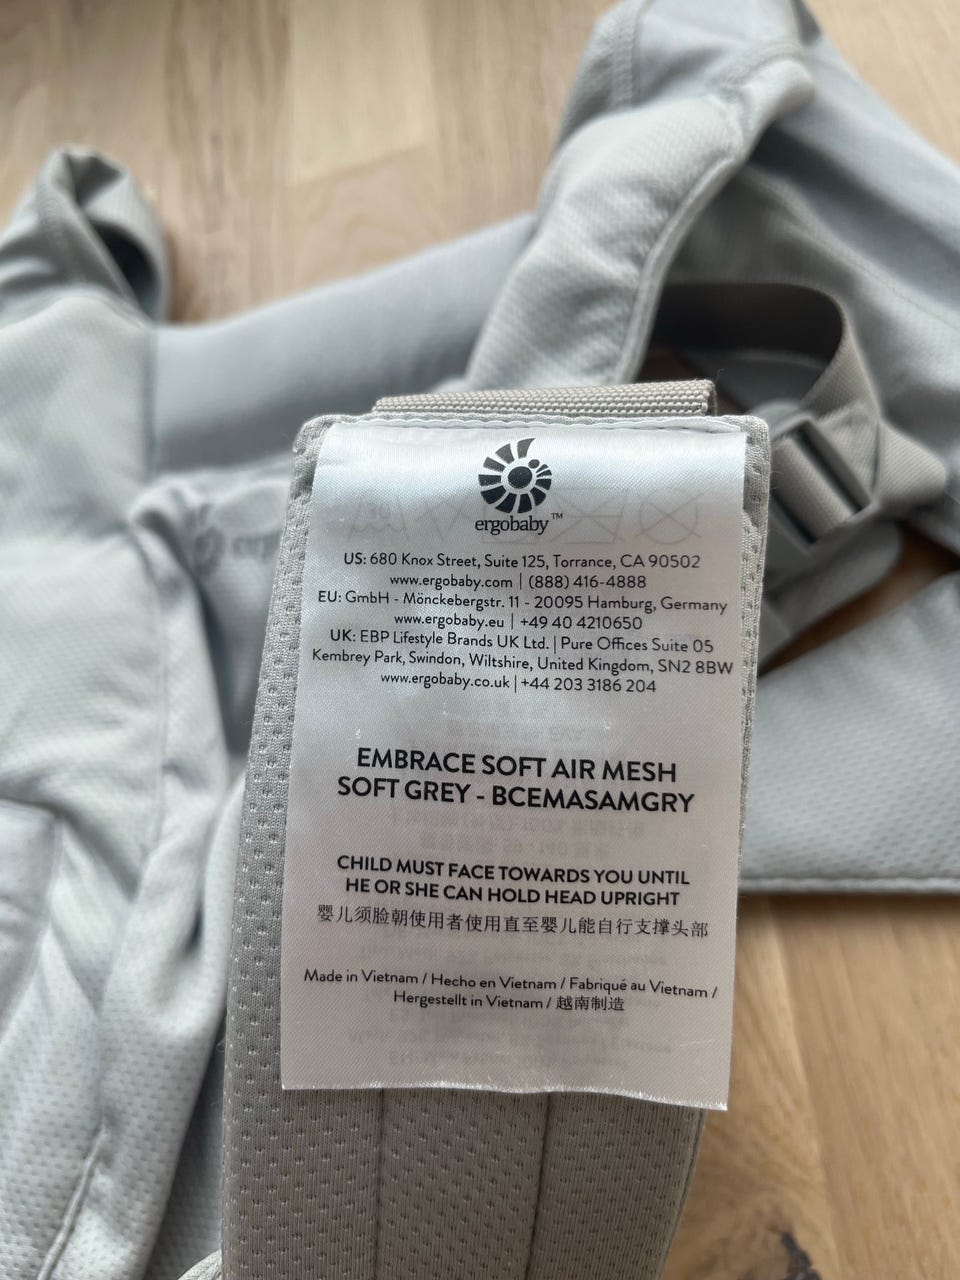 ergobaby™
US: 680 Knox Street, Suite 125, Torrance, CA 90502
www.ergobaby.com | (888) 416-4888
EU: GmbH - Mönckebergstr. 11 - 20095 Hamburg, Germany
www.ergobaby.eu | +49 40 4210650
UK: EBP Lifestyle Brands UK Ltd. | Pure Offices Suite 05
Kembrey Park, Swindon, Wiltshire, United Kingdom, SN2 8BW
www.ergobaby.co.uk | +44 203 3186 204
EMBRACE SOFT AIR MESH
SOFT GREY - BCEMASAMGRY
CHILD MUST FACE TOWARDS YOU UNTIL
HE OR SHE CAN HOLD HEAD UPRIGHT
婴儿须脸朝使用者使用直至婴儿能自行支撑头部
Made in Vietnam / Hecho en Vietnam / Fabriqué au Vietnam /
Hergestellt in Vietnam / 越南制造